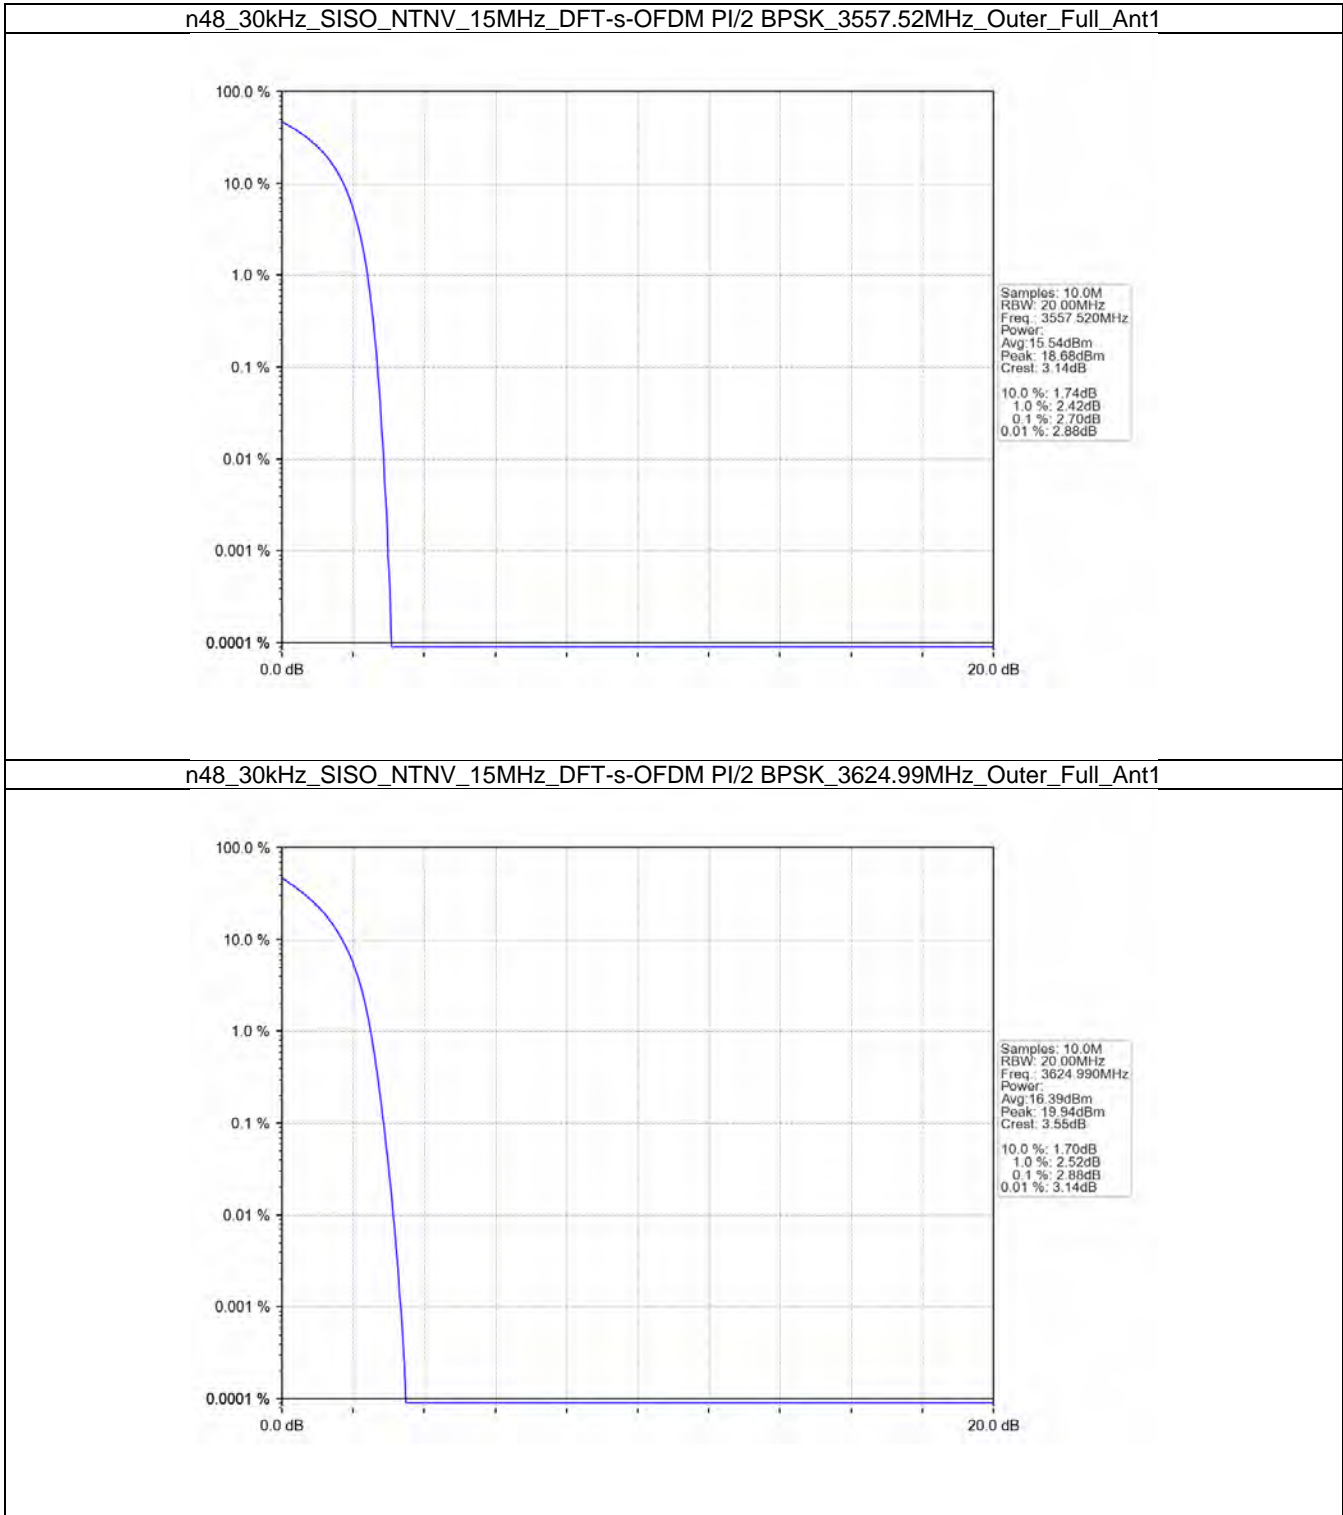 n48_30kHz_SISO_NTNV_15MHz_DFT-s-OFDM PI/2 BPSK_3557.52MHz_Outer_Full_Ant1
100.0 %
10.0 %
1.0 %
0.1 %
0.01 %
0.001 %
0.0001 %
0.0 dB
20.0 dB
Samples: 10.0M
RBW: 20.00MHz
Freq.: 3557.520MHz
Power:
Avg:15.54dBm
Peak: 18.68dBm
Crest: 3.14dB
10.0 %: 1.74dB
1.0 %: 2.42dB
0.1 %: 2.70dB
0.01 %: 2.88dB
n48_30kHz_SISO_NTNV_15MHz_DFT-s-OFDM PI/2 BPSK_3624.99MHz_Outer_Full_Ant1
100.0 %
10.0 %
1.0 %
0.1 %
0.01 %
0.001 %
0.0001 %
0.0 dB
20.0 dB
Samples: 10.0M
RBW: 20.00MHz
Freq.: 3624.990MHz
Power:
Avg:16.39dBm
Peak: 19.94dBm
Crest: 3.55dB
10.0 %: 1.70dB
1.0 %: 2.52dB
0.1 %: 2.88dB
0.01 %: 3.14dB